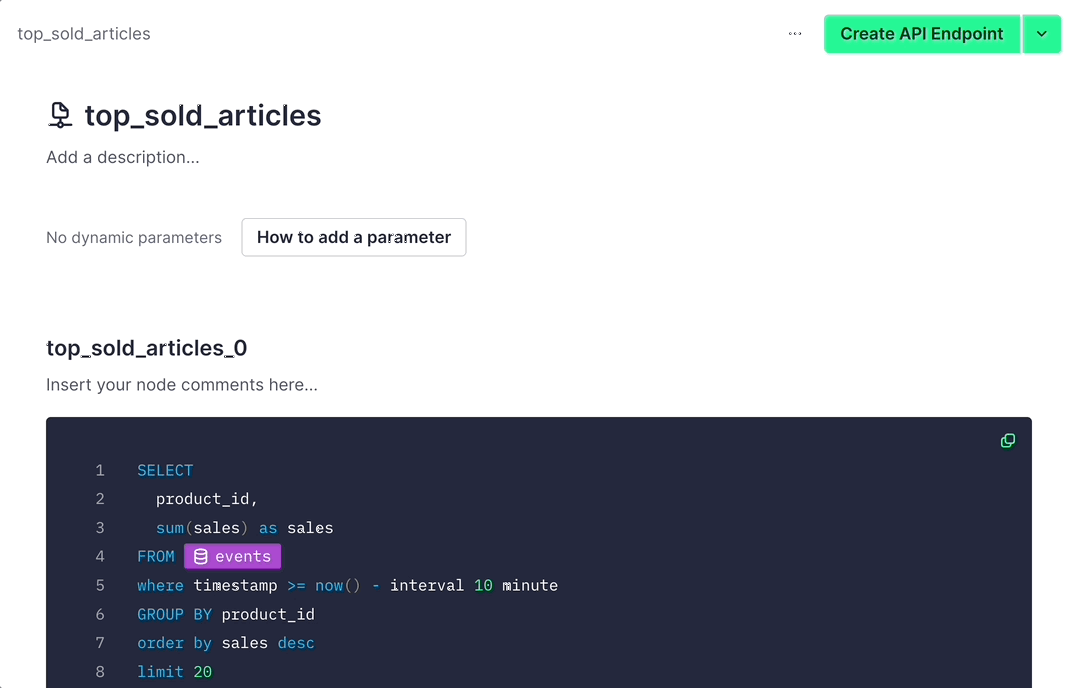 top_sold_articles
Create API Endpoint
top_sold_articles
Add a description...
No dynamic parameters
How to add a parameter
top_sold_articles_0
Insert your node comments here...
1 SELECT
2 product_id,
3 sum(sales) as sales
4 FROM events
5 where timestamp >= now() - interval 10 minute
6 GROUP BY product_id
7 order by sales desc
8 limit 20